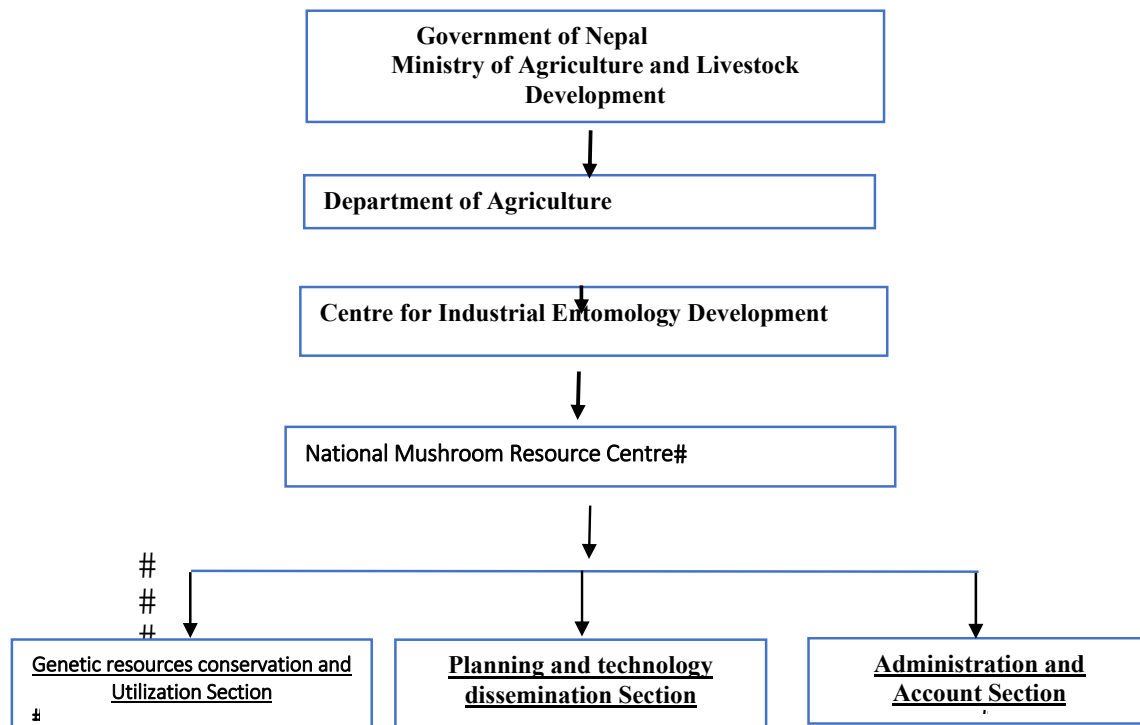 Government of Nepal
Ministry of Agriculture and Livestock
Development
Department of Agriculture
Centre for Industrial Entomology Development
National Mushroom Resource Centre#
#
#
#
Genetic resources conservation and
Utilization Section
#
Planning and technology
dissemination Section
Administration and
Account Section